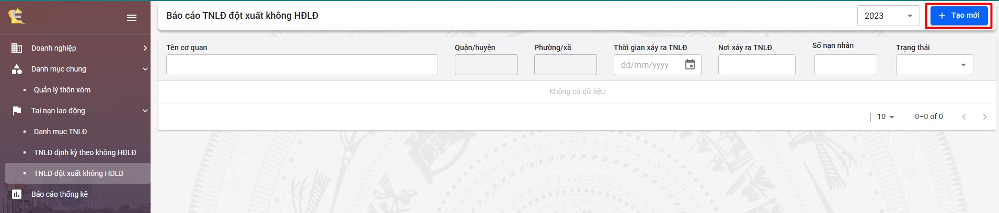 Báo cáo TNLĐ đột xuất không HĐLĐ
2023
+ Tạo mới
Doanh nghiệp
Danh mục chung
Quản lý thôn xóm
Tai nạn lao động
Danh mục TNLĐ
TNLĐ định kỳ theo không HĐLĐ
TNLĐ đột xuất không HĐLD
Báo cáo thống kê
Tên cơ quan
Quận/huyện
Phường/xã
Thời gian xảy ra TNLĐ
Nơi xảy ra TNLĐ
Số nạn nhân
Trạng thái
dd/mm/yyyy
Không có dữ liệu
10
0–0 of 0